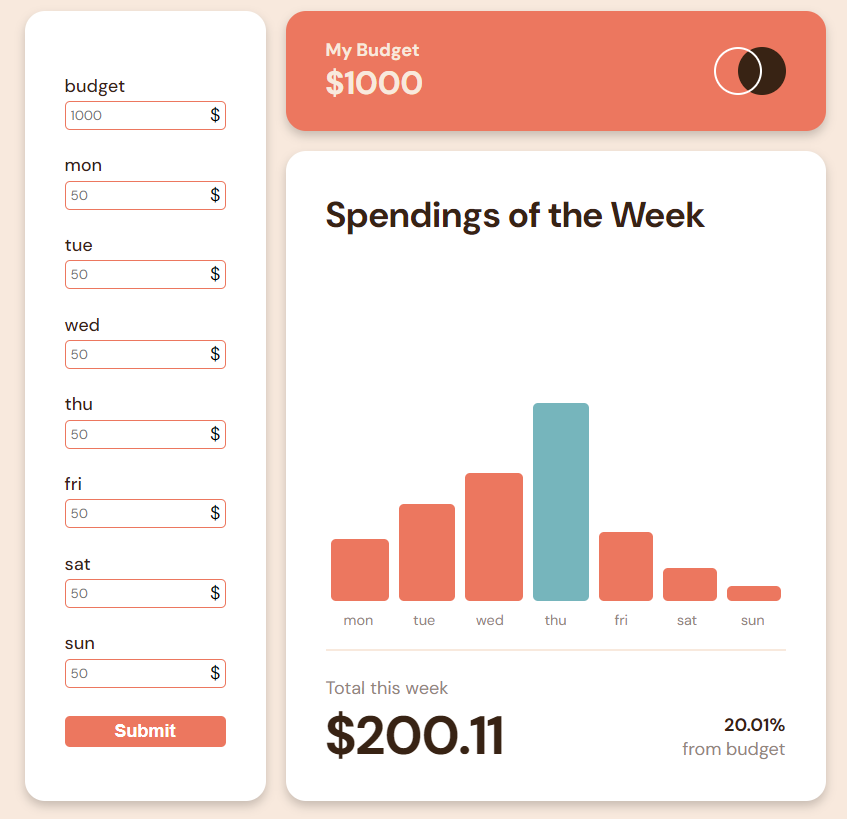 budget
1000 $
mon
50 $
tue
50 $
wed
50 $
thu
50 $
fri
50 $
sat
50 $
sun
50 $
Submit
My Budget
$1000
Spendings of the Week
mon tue wed thu fri sat sun
Total this week
$200.11
20.01%
from budget